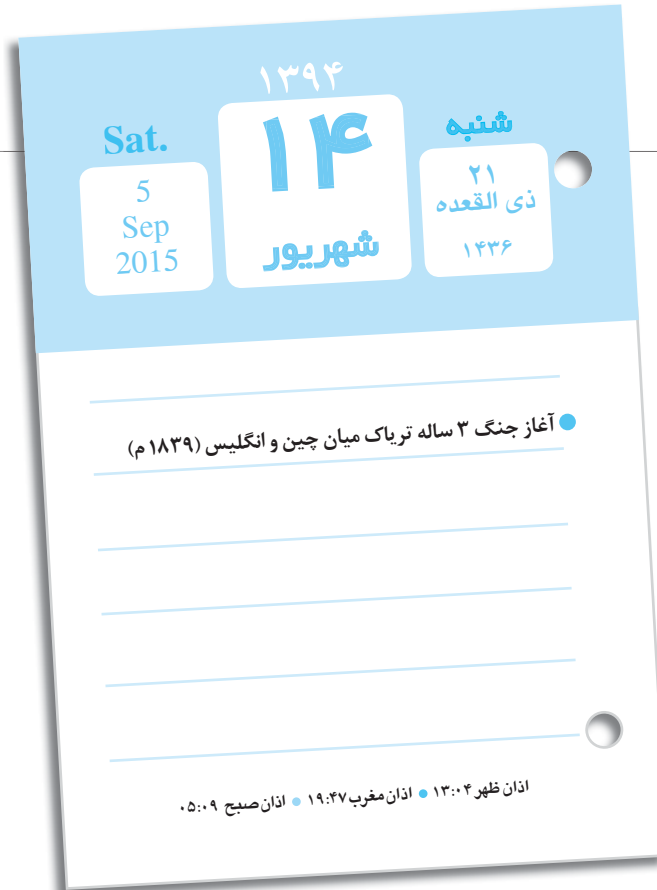 ۱۳۹۴
شنبه
۲۱
ذی القعده
۱۴۳۶
۱۴
شهریور
Sat.
5
Sep
2015
آغاز جنگ ۳ ساله تریاک میان چین و انگلیس (۱۸۳۹ م)
اذان ظهر ۱۳:۰۴ ● اذان مغرب ۱۹:۴۷ ● اذان صبح ۰۵:۰۹